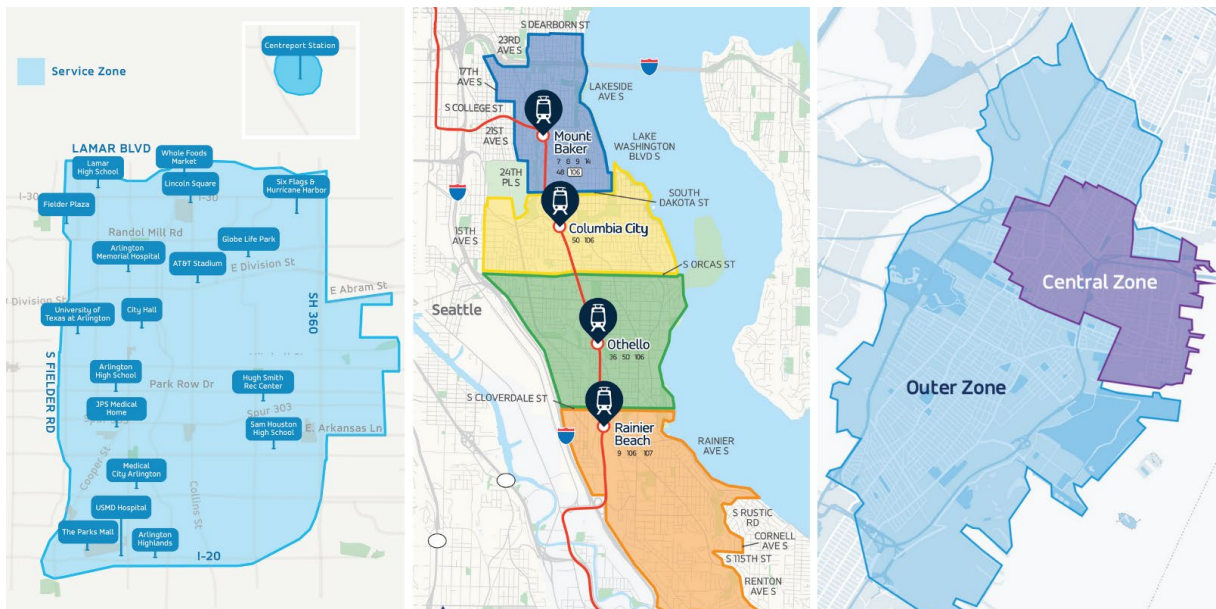 Centreport Station
Service Zone
LAMAR BLVD
Lamar
High School
Whole Foods
Market
Lincoln Square
Six Flags &
Hurricane Harbor
I-30
I-30
Fielder Plaza
Randol Mill Rd
Globe Life Park
Arlington
Memorial Hospital
AT&T Stadium
E Division St
E Abram St
Division St
University of
Texas at Arlington
City Hall
SH 360
S FIELDER RD
Arlington
High School
Park Row Dr
Hugh Smith
Rec Center
JPS Medical
Home
Spur 303
Sam Houston
High School
E. Arkansas Ln
Cooper St
Medical
City Arlington
Collins St
USMD Hospital
The Parks Mall
Arlington
Highlands
I-20
S DEARBORN ST
23RD
AVE S
17TH
AVE S
LAKESIDE
AVE S
S COLLEGE ST
21ST
AVE S
Mount
Baker
7 8 9 14
48 106
LAKE
WASHINGTON
BLVD S
24TH
PL S
SOUTH
DAKOTA ST
15TH
AVE S
Columbia City
50 106
S ORCAS ST
Seattle
Othello
36 50 106
S CLOVERDALE ST
Rainier
Beach
9 106 107
RAINIER
AVE S
S RUSTIC
RD
CORNELL
AVE S
S 115TH ST
RENTON
AVE S
Central Zone
Outer Zone